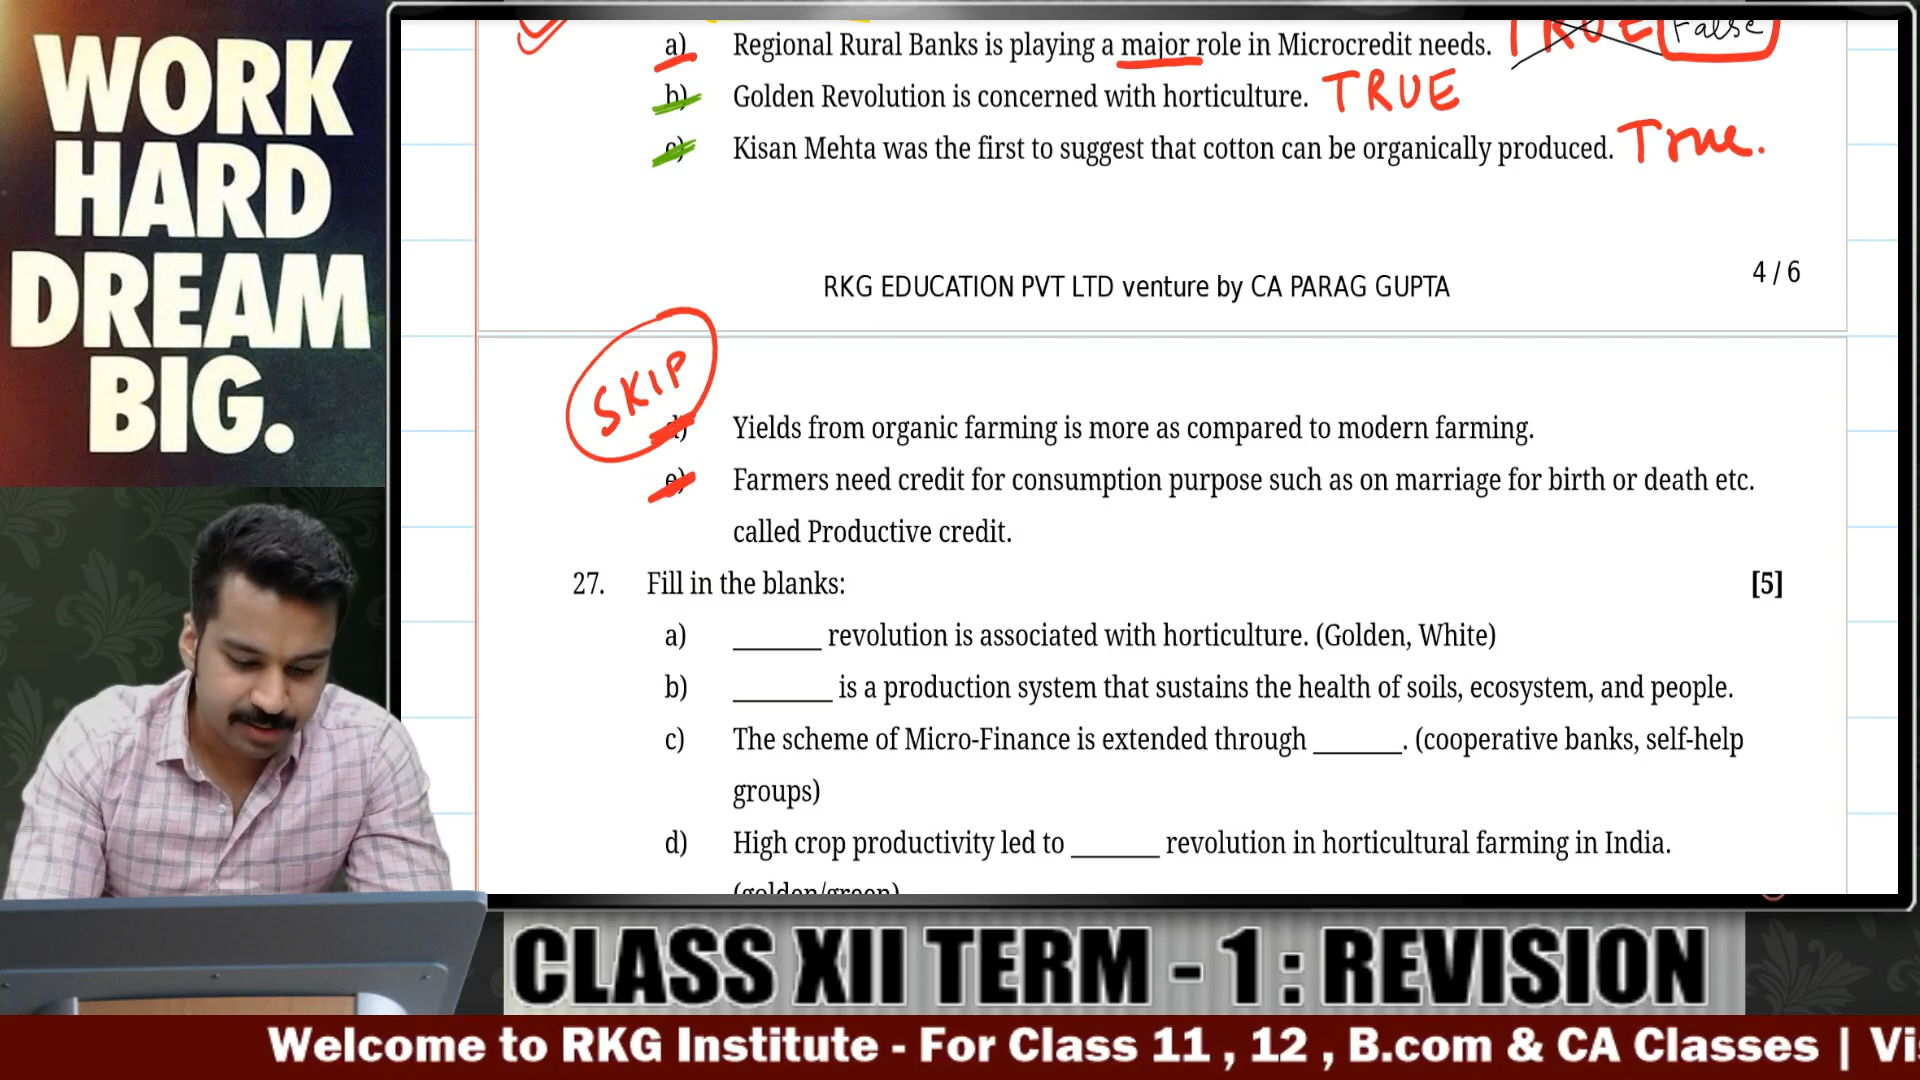 WORK
HARD
DREAM
BIG.
a) Regional Rural Banks is playing a major role in Microcredit needs. TRUE False
b) Golden Revolution is concerned with horticulture. TRUE
c) Kisan Mehta was the first to suggest that cotton can be organically produced. True.
RKG EDUCATION PVT LTD venture by CA PARAG GUPTA
4 / 6
SKIP
d) Yields from organic farming is more as compared to modern farming.
e) Farmers need credit for consumption purpose such as on marriage for birth or death etc.
called Productive credit.
27. Fill in the blanks: [5]
a) _______ revolution is associated with horticulture. (Golden, White)
b) ________ is a production system that sustains the health of soils, ecosystem, and people.
c) The scheme of Micro-Finance is extended through _______. (cooperative banks, self-help
groups)
d) High crop productivity led to _______ revolution in horticultural farming in India.
(golden/green)
CLASS XII TERM - 1 : REVISION
Welcome to RKG Institute - For Class 11 , 12 , B.com & CA Classes | Vi